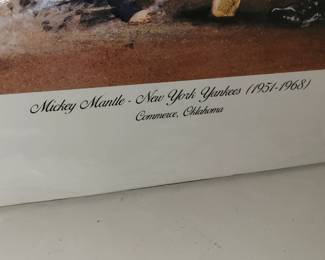 Mickey Mantle - New York Yankees (1951-1968)
Commerce, Oklahoma